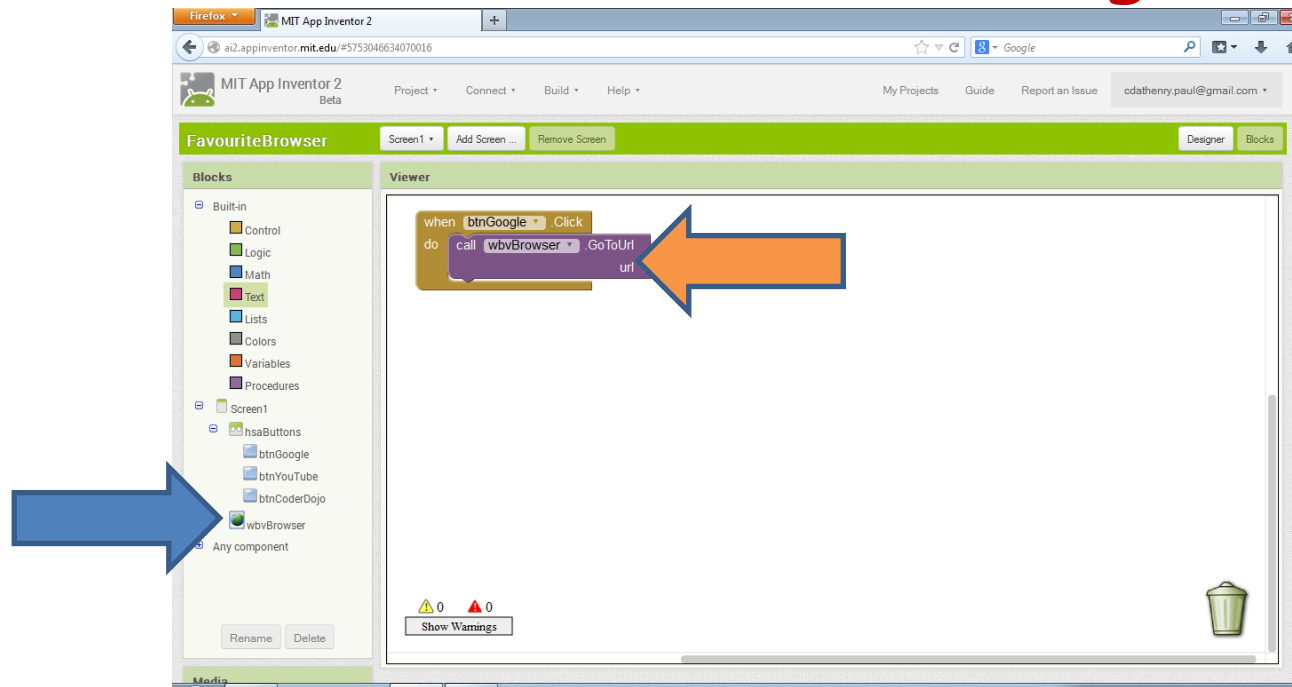 Firefox
MIT App Inventor 2
+
ai2.appinventor.mit.edu/#5753046634070016
Google
MIT App Inventor 2
Beta
Project Connect Build Help
My Projects Guide Report an Issue cdathenry.paul@gmail.com
FavouriteBrowser
Screen1 Add Screen ... Remove Screen
Designer Blocks
Blocks
Viewer
Built-in
Control
Logic
Math
Text
Lists
Colors
Variables
Procedures
Screen1
hsaButtons
btnGoogle
btnYouTube
btnCoderDojo
wbvBrowser
Any component
Rename Delete
Media
when btnGoogle .Click
do call wbvBrowser .GoToUrl
url
0 0
Show Warnings